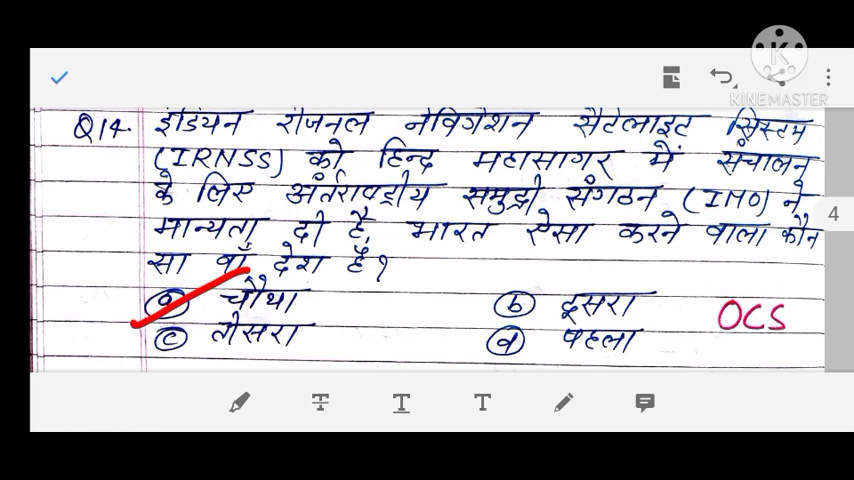 KINEMASTER
Q14. इंडियन रीजनल नेविगेशन सैटेलाइट सिस्टम
(IRNSS) को हिन्द महासागर में संचालन
के लिए अंर्तराष्ट्रीय समुद्री संगठन (IMO) ने
मान्यता दी है, भारत ऐसा करने वाला कौन
4
सा वाँ देश है?
(a) चौथा (b) दूसरा OCS
(c) तीसरा (d) पहला
T T T